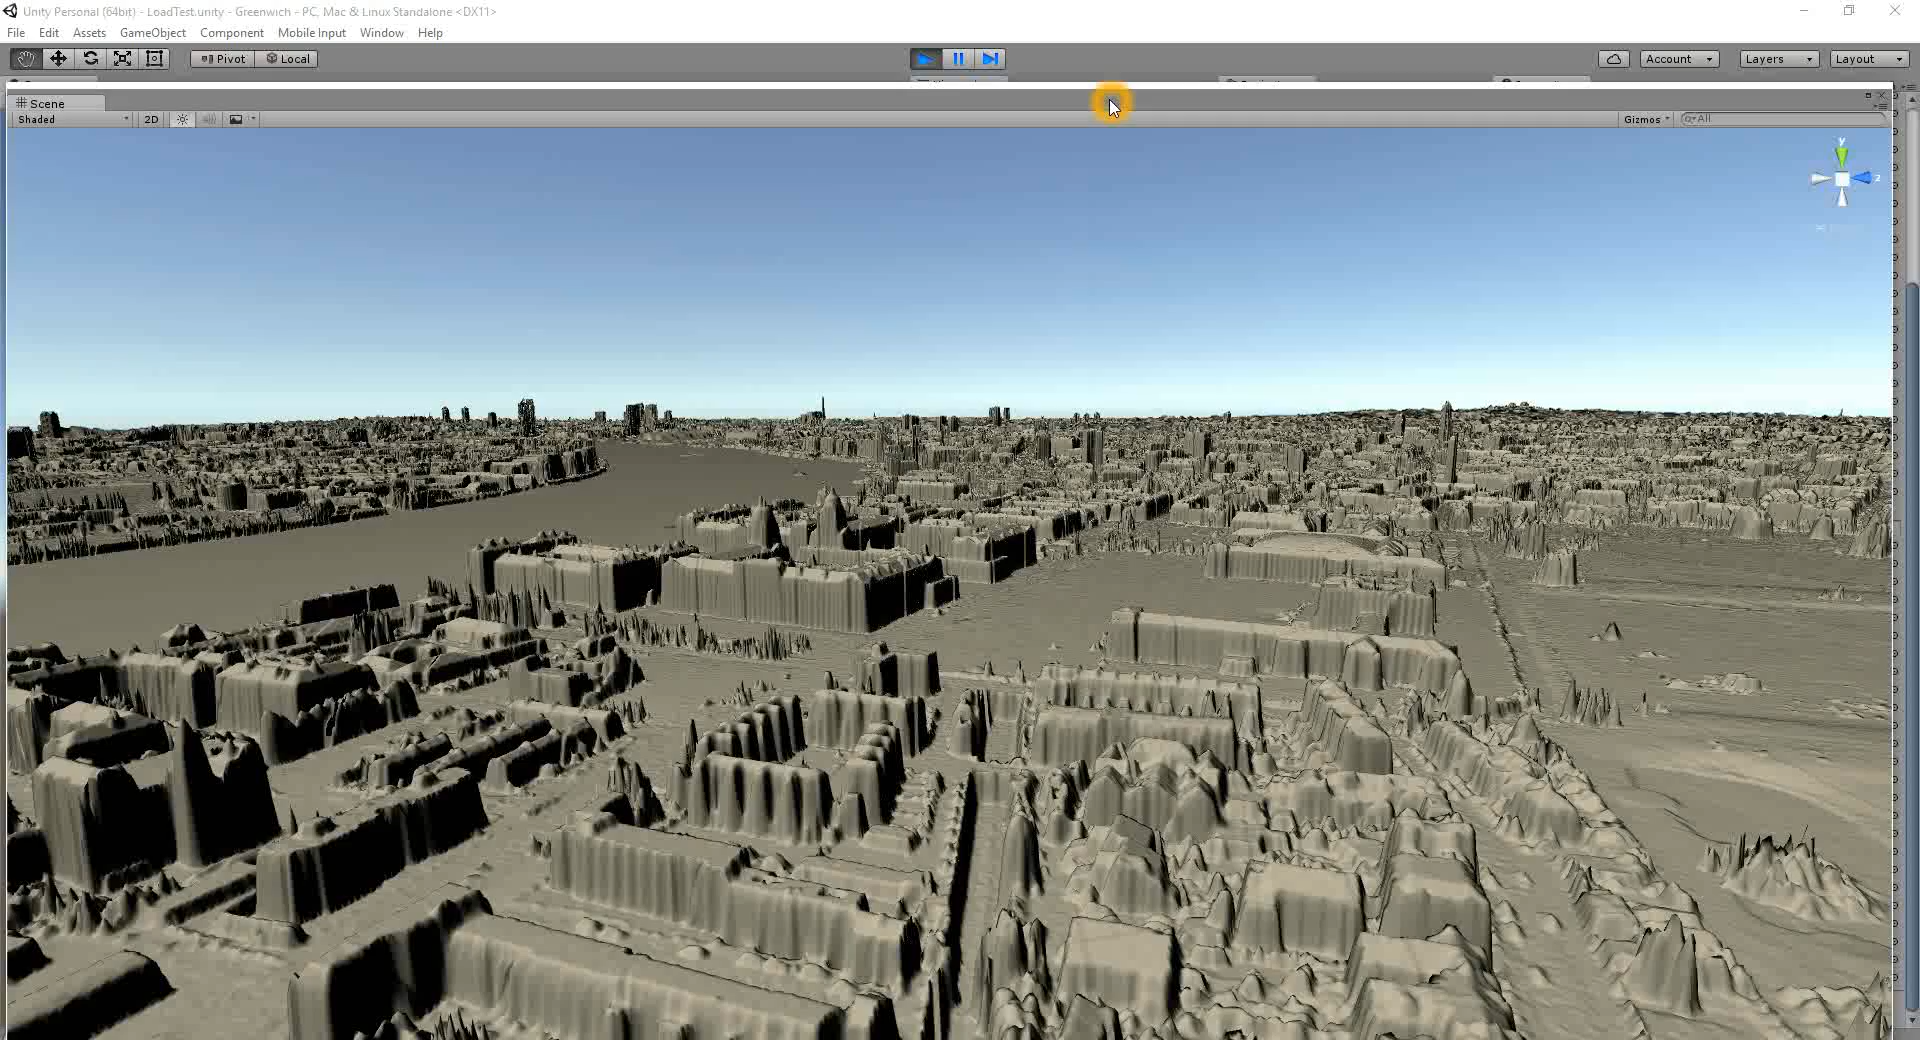 Unity Personal (64bit) - LoadTest.unity - Greenwich - PC, Mac & Linux Standalone <DX11>
File Edit Assets GameObject Component Mobile Input Window Help
Pivot Local Account Layers Layout
Scene
Shaded 2D Gizmos All
y
z